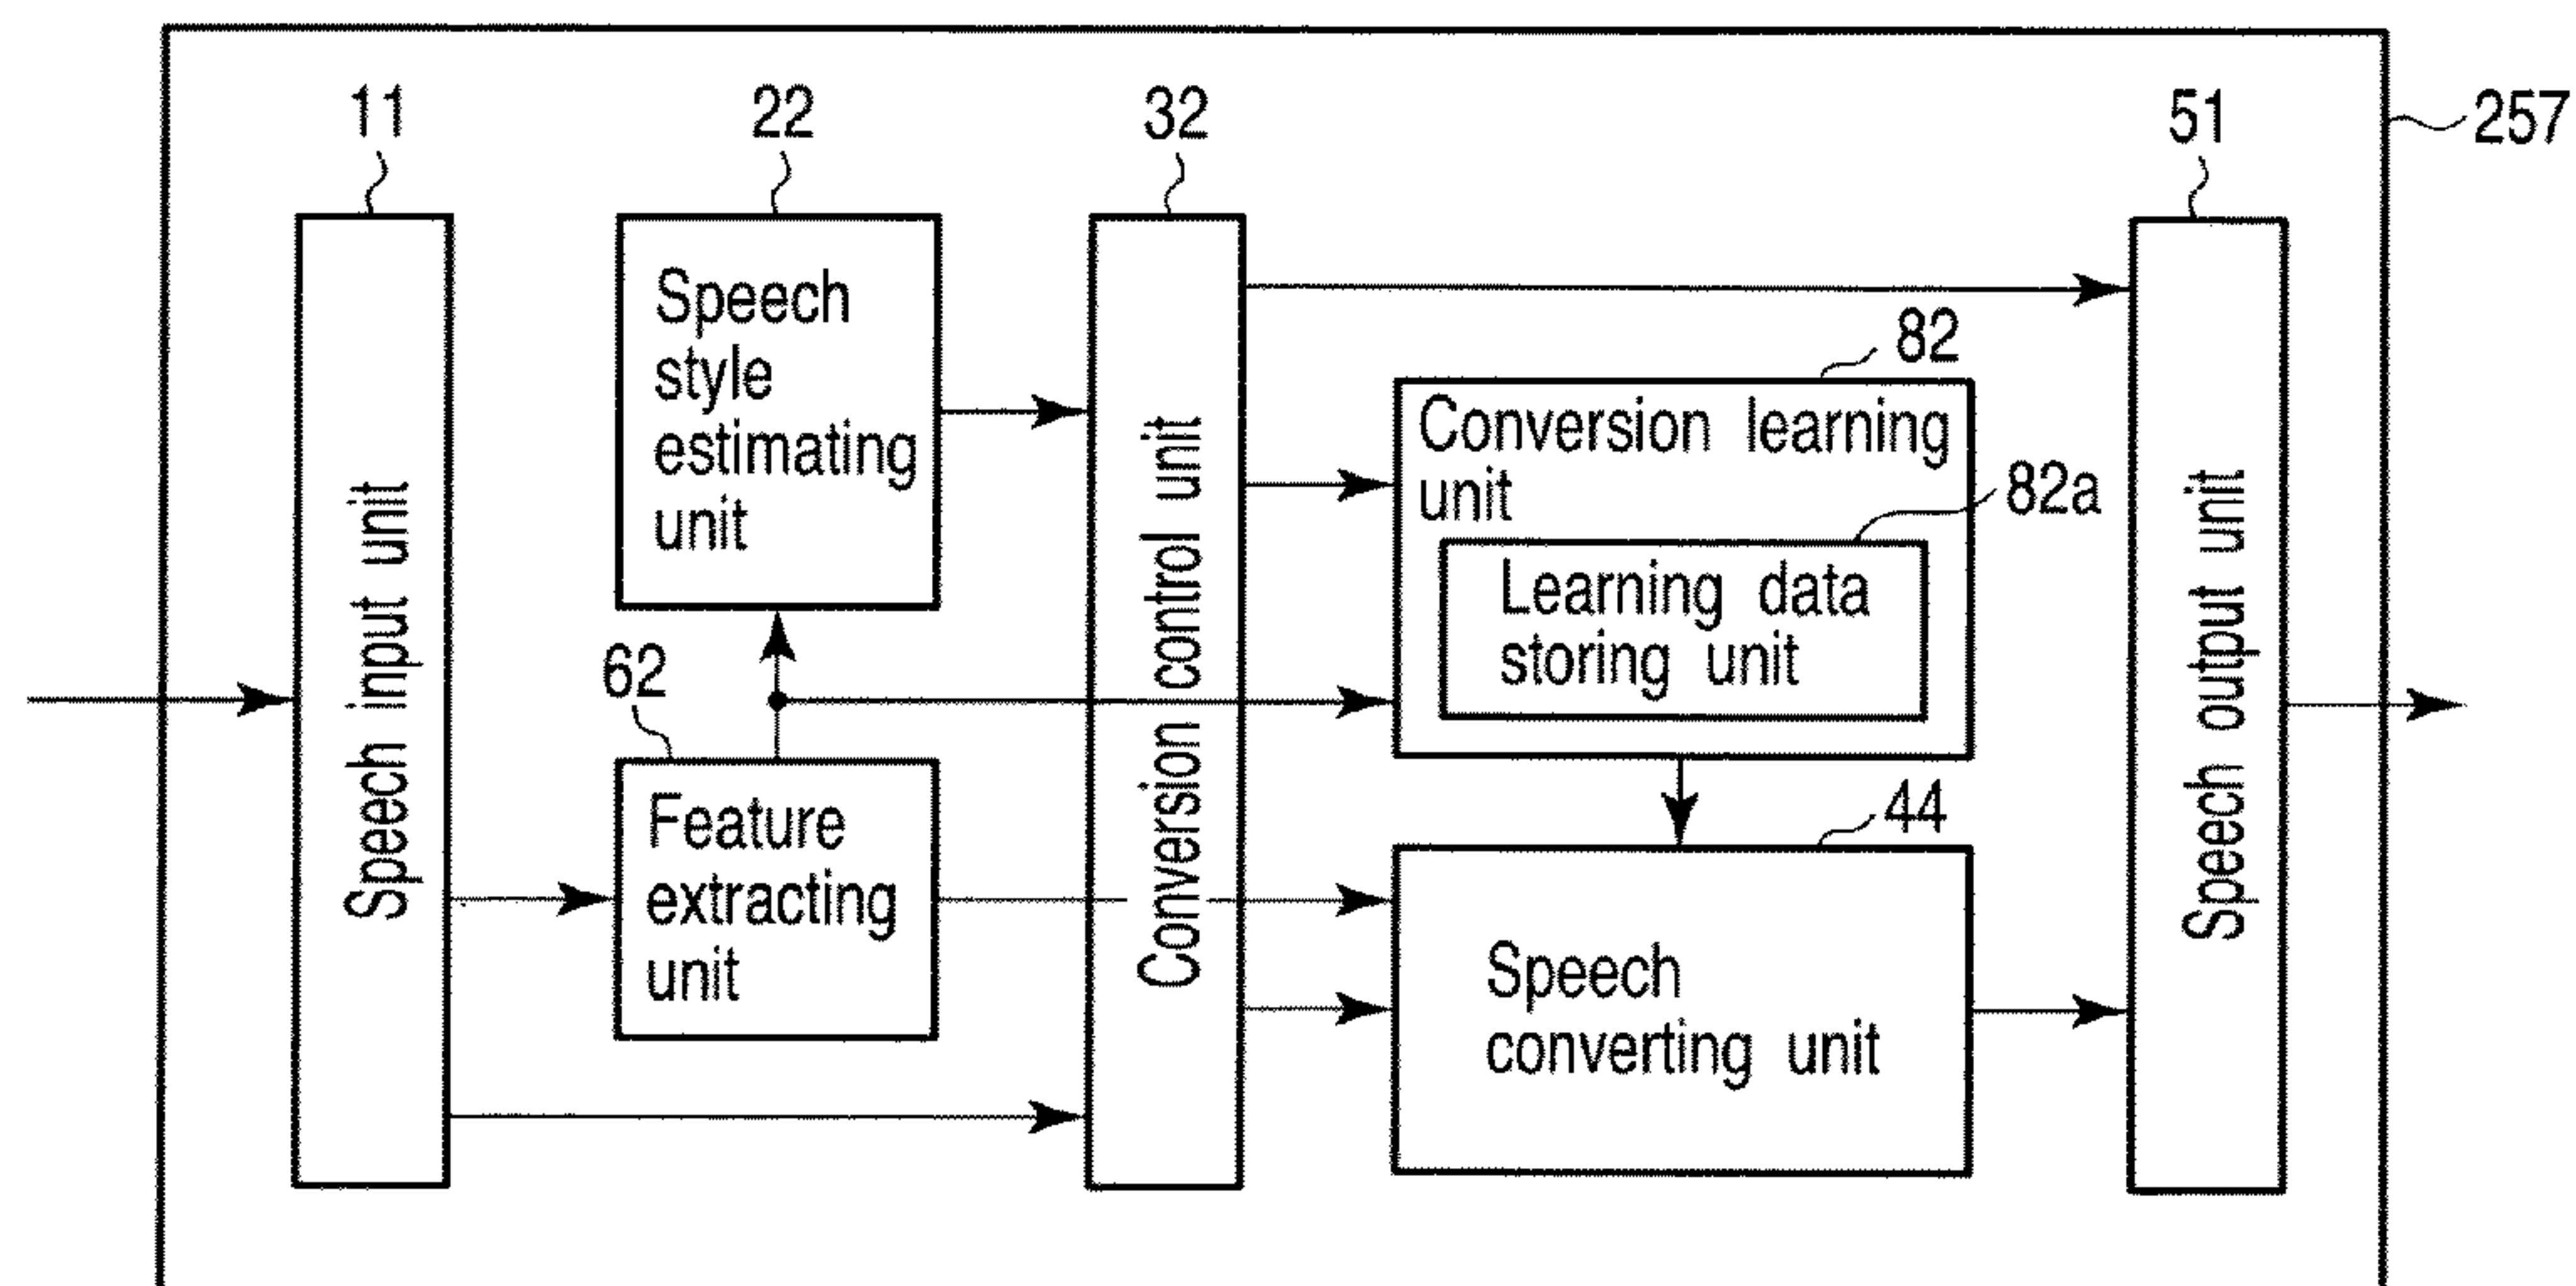 11
22
32
51
257
Speech input unit
Speech
style
estimating
unit
62
Feature
extracting
unit
Conversion control unit
82
Conversion learning
unit
82a
Learning data
storing unit
44
Speech
converting unit
Speech output unit